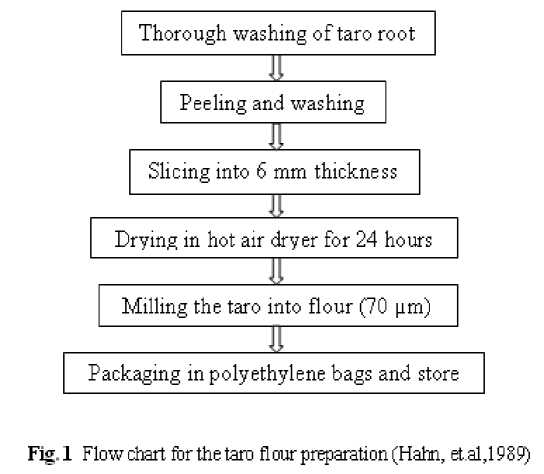 Thorough washing of taro root
Peeling and washing
Slicing into 6 mm thickness
Drying in hot air dryer for 24 hours
Milling the taro into flour (70 µm)
Packaging in polyethylene bags and store
Fig. 1 Flow chart for the taro flour preparation (Hahn, et.al,1989)